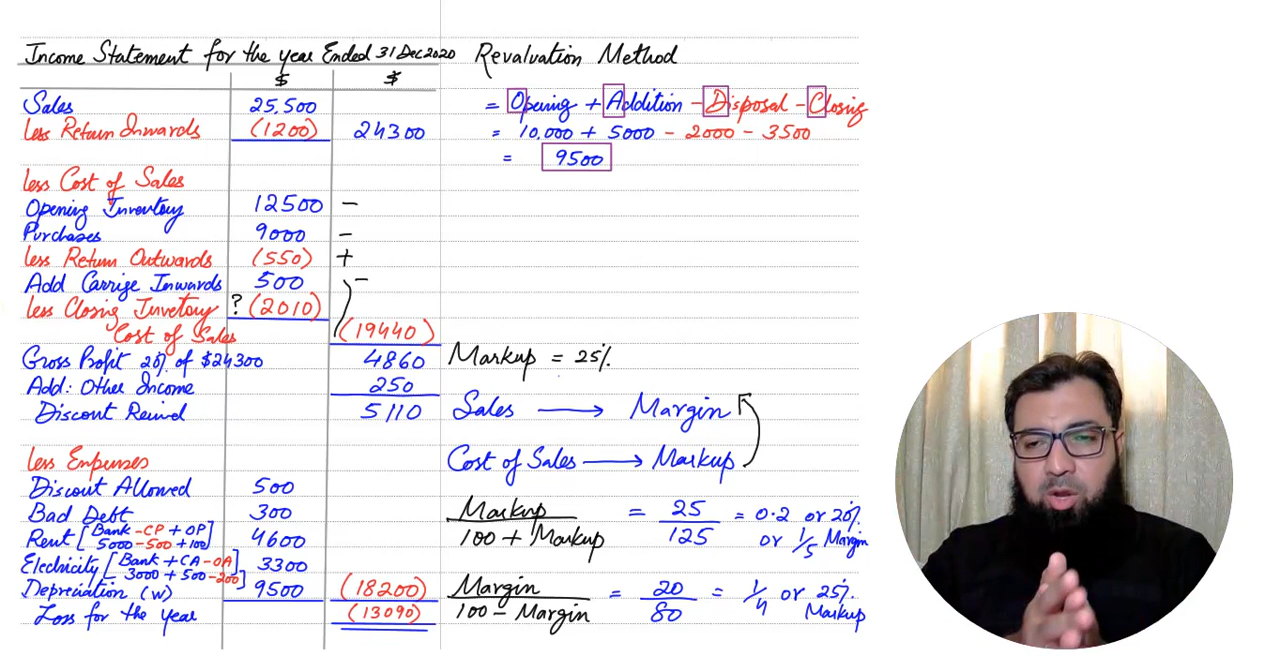 Income Statement for the year Ended 31 Dec 2020
$ $
Sales 25,500
less Return Inwards (1200) 24300
less Cost of Sales
Opening Inventory 12500 -
Purchases 9000 -
less Return Outwards (550) +
Add Carrige Inwards 500 -
less Closing Invetory ? (2010)
Cost of Sales (19440)
Gross Profit 20% of $24300 4860
Add: Other Income 250
Discout Reived 5110
less Expenses
Discout Allowed 500
Bad Debt 300
Rent [Bank -CP + OP] 4600
5000 -500 +100
Electricity [Bank + CA -OA] 3300
3000 + 500 -200
Depreciation (w) 9500 (18200)
Loss for the year (13090)
Revaluation Method
= Opening + Addition - Disposal - Closing
= 10,000 + 5000 - 2000 - 3500
= 9500
Markup = 25%
Sales → Margin
Cost of Sales → Markup
Markup = 25 = 0.2 or 20%
100 + Markup 125 or 1/5 Margin
Margin = 20 = 1/4 or 25%
100 - Margin 80 Markup